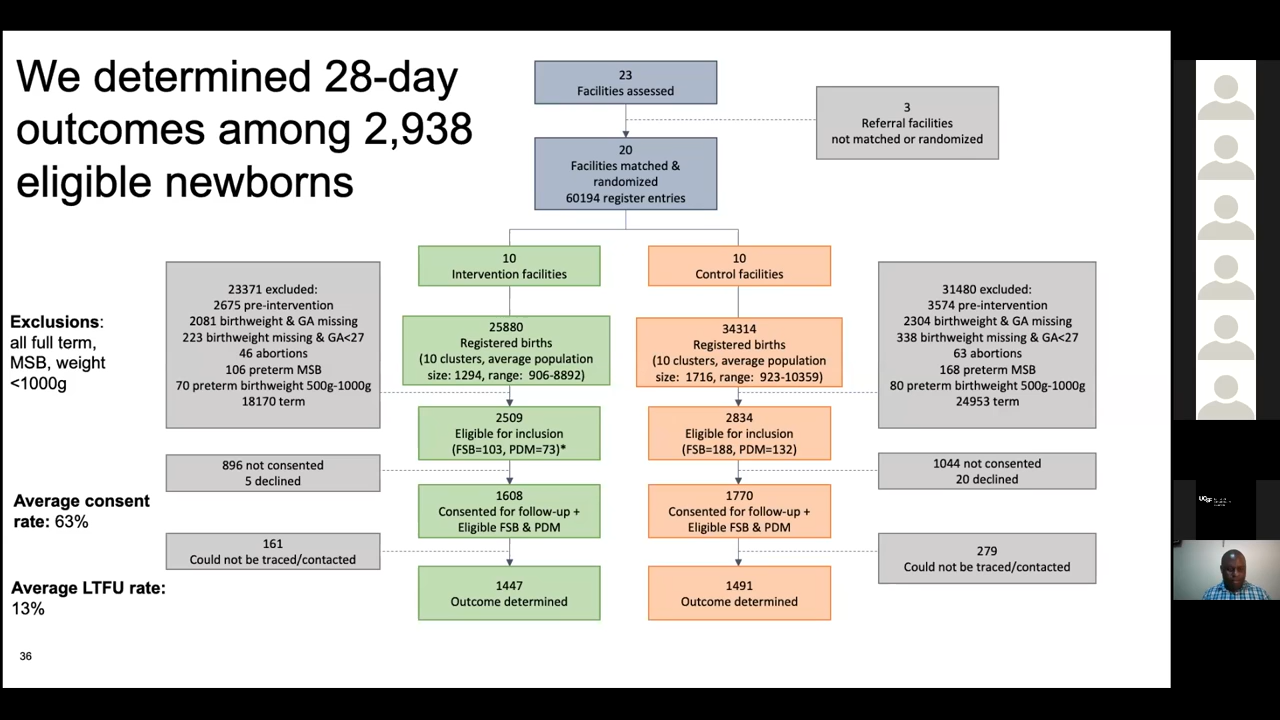 We determined 28-day
outcomes among 2,938
eligible newborns
23
Facilities assessed
3
Referral facilities
not matched or randomized
20
Facilities matched &
randomized
60194 register entries
10
Intervention facilities
10
Control facilities
Exclusions:
all full term,
MSB, weight
<1000g
23371 excluded:
2675 pre-intervention
2081 birthweight & GA missing
223 birthweight missing & GA<27
46 abortions
106 preterm MSB
70 preterm birthweight 500g-1000g
18170 term
25880
Registered births
(10 clusters, average population
size: 1294, range: 906-8892)
34314
Registered births
(10 clusters, average population
size: 1716, range: 923-10359)
31480 excluded:
3574 pre-intervention
2304 birthweight & GA missing
338 birthweight missing & GA<27
63 abortions
168 preterm MSB
80 preterm birthweight 500g-1000g
24953 term
2509
Eligible for inclusion
(FSB=103, PDM=73)*
2834
Eligible for inclusion
(FSB=188, PDM=132)
896 not consented
5 declined
1044 not consented
20 declined
Average consent
rate: 63%
1608
Consented for follow-up +
Eligible FSB & PDM
1770
Consented for follow-up +
Eligible FSB & PDM
161
Could not be traced/contacted
279
Could not be traced/contacted
Average LTFU rate:
13%
1447
Outcome determined
1491
Outcome determined
36